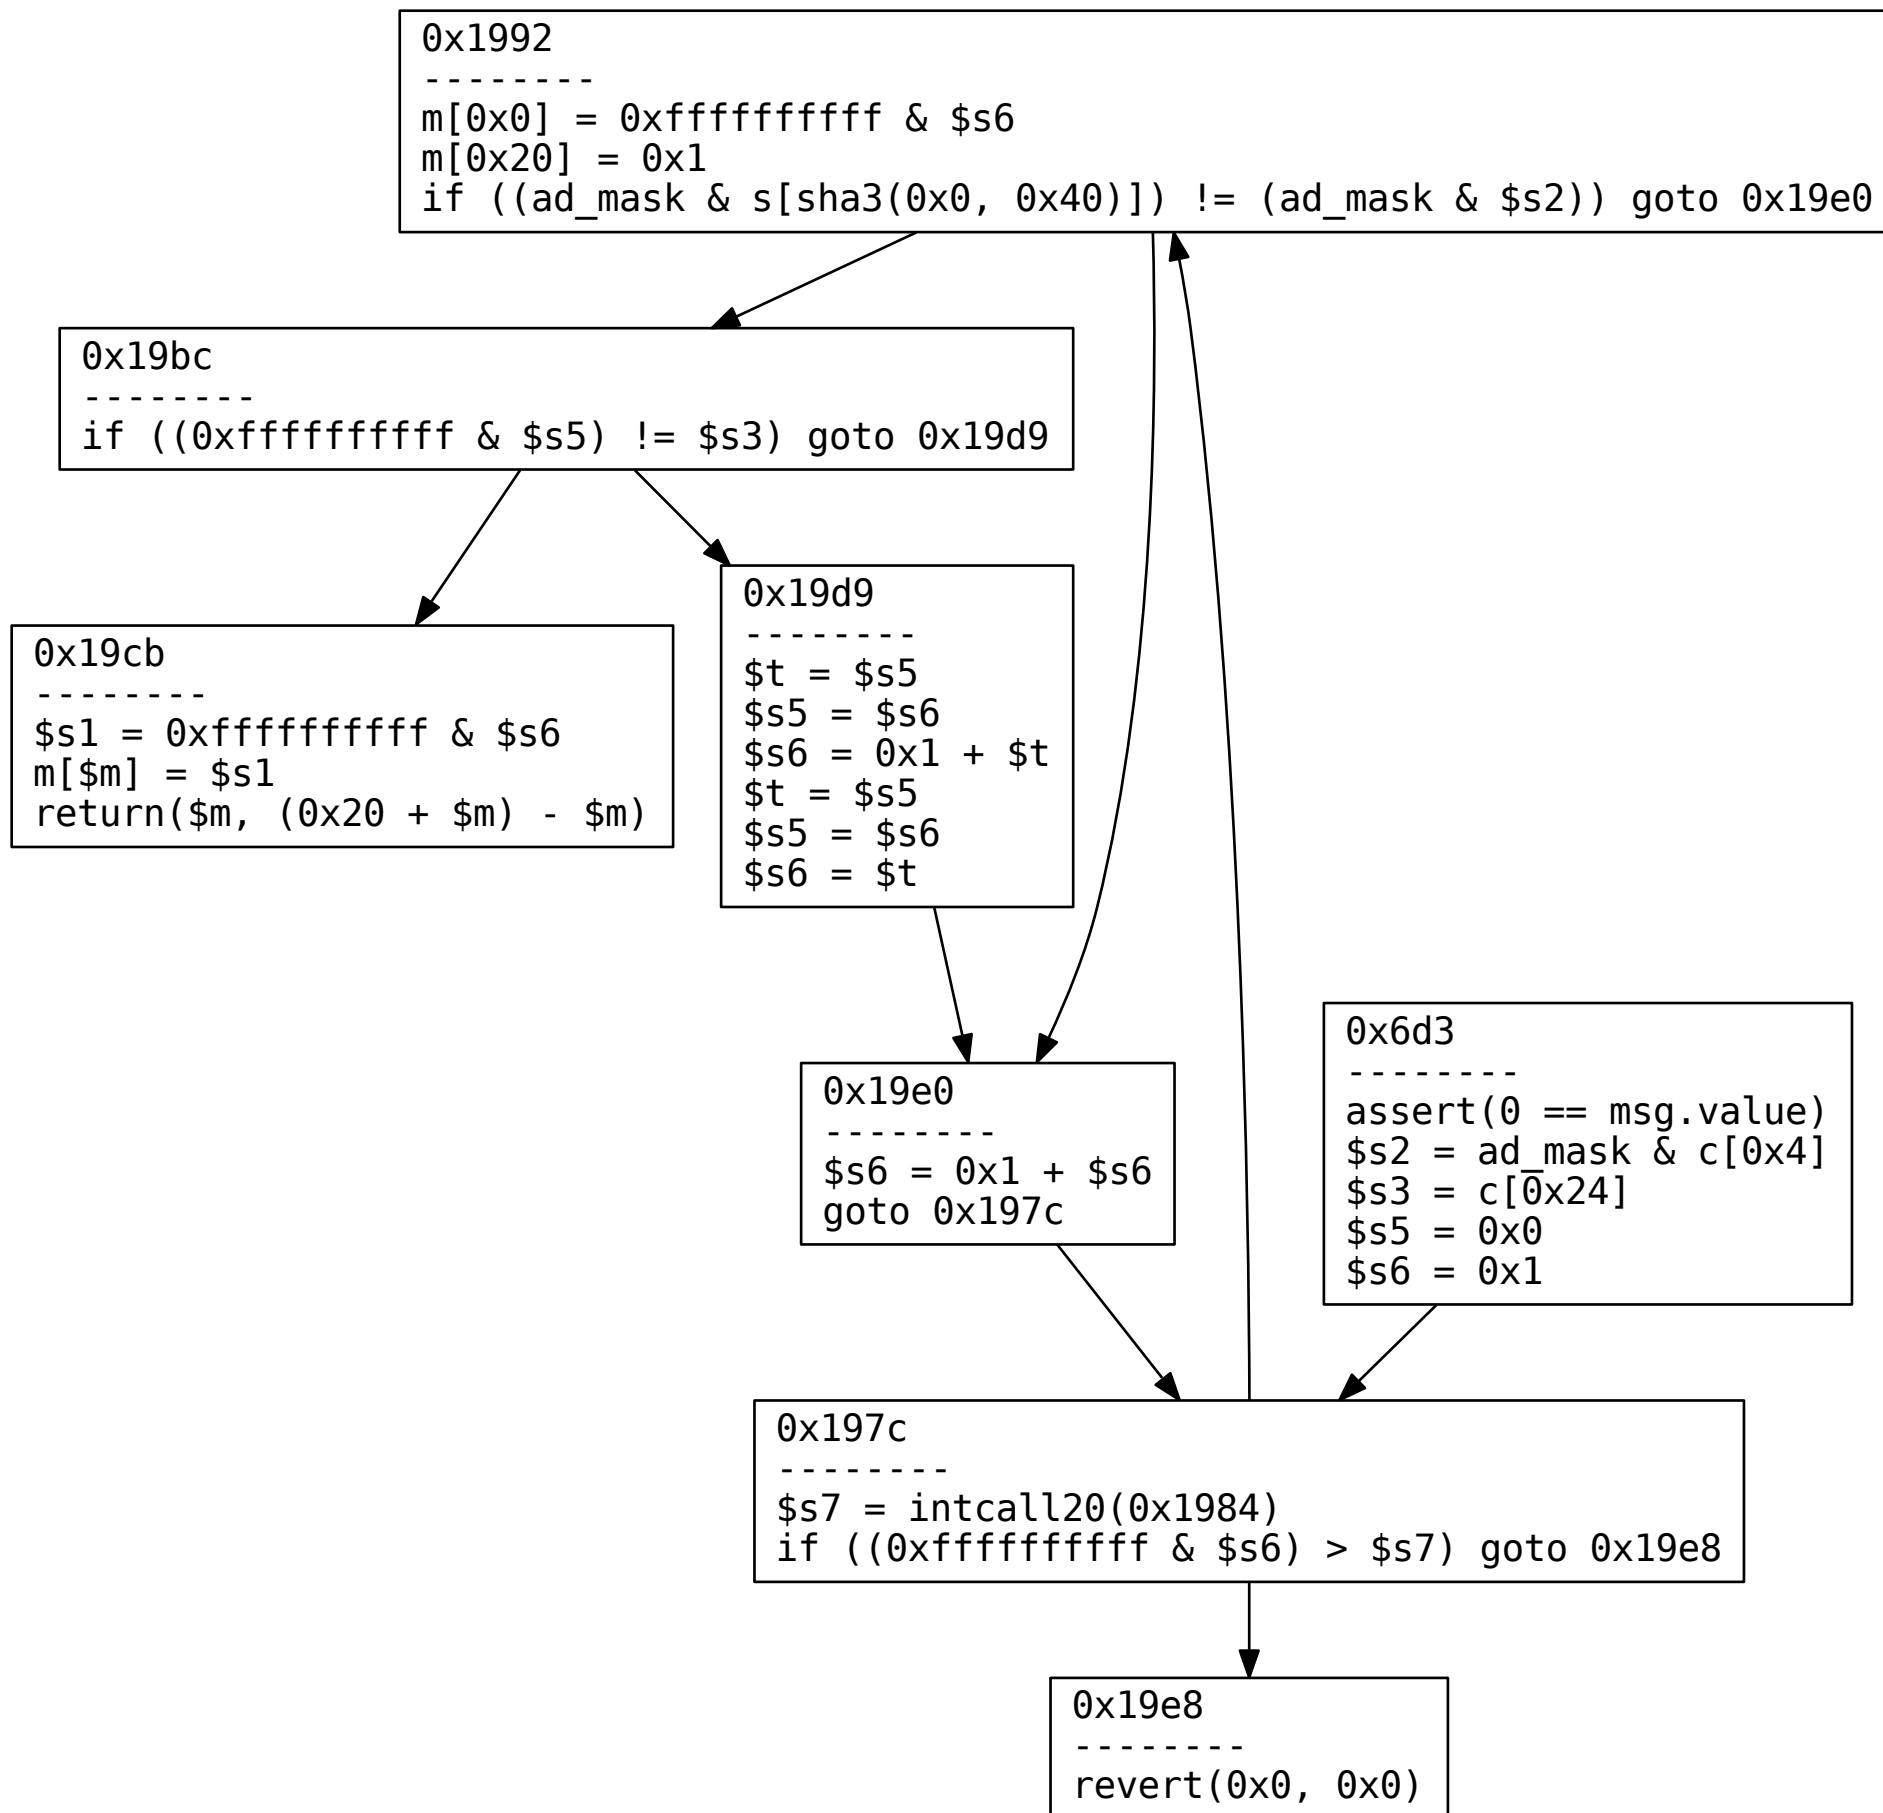 0x1992
--------
m[0x0] = 0xffffffffff & $s6
m[0x20] = 0x1
if ((ad_mask & s[sha3(0x0, 0x40)]) != (ad_mask & $s2)) goto 0x19e0
0x19bc
--------
if ((0xffffffffff & $s5) != $s3) goto 0x19d9
0x19cb
--------
$s1 = 0xffffffffff & $s6
m[$m] = $s1
return($m, (0x20 + $m) - $m)
0x19d9
--------
$t = $s5
$s5 = $s6
$s6 = 0x1 + $t
$t = $s5
$s5 = $s6
$s6 = $t
0x19e0
--------
$s6 = 0x1 + $s6
goto 0x197c
0x6d3
--------
assert(0 == msg.value)
$s2 = ad_mask & c[0x4]
$s3 = c[0x24]
$s5 = 0x0
$s6 = 0x1
0x197c
--------
$s7 = intcall20(0x1984)
if ((0xffffffffff & $s6) > $s7) goto 0x19e8
0x19e8
--------
revert(0x0, 0x0)